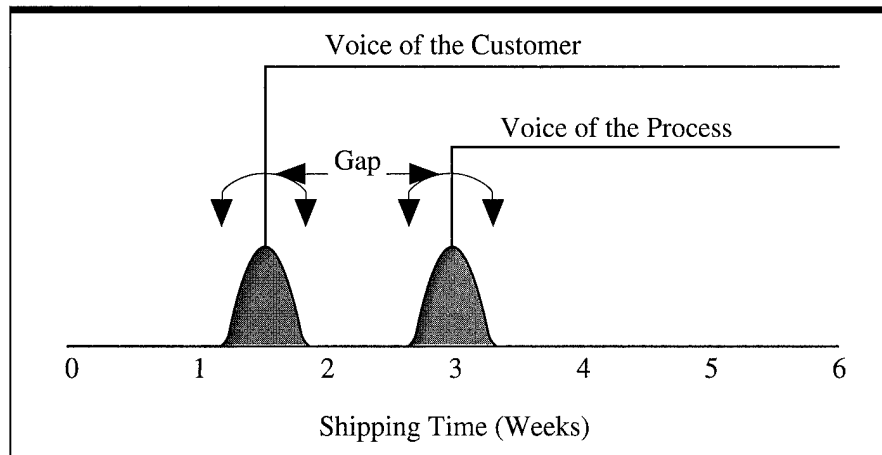 Voice of the Customer
Voice of the Process
Gap
0 1 2 3 4 5 6
Shipping Time (Weeks)